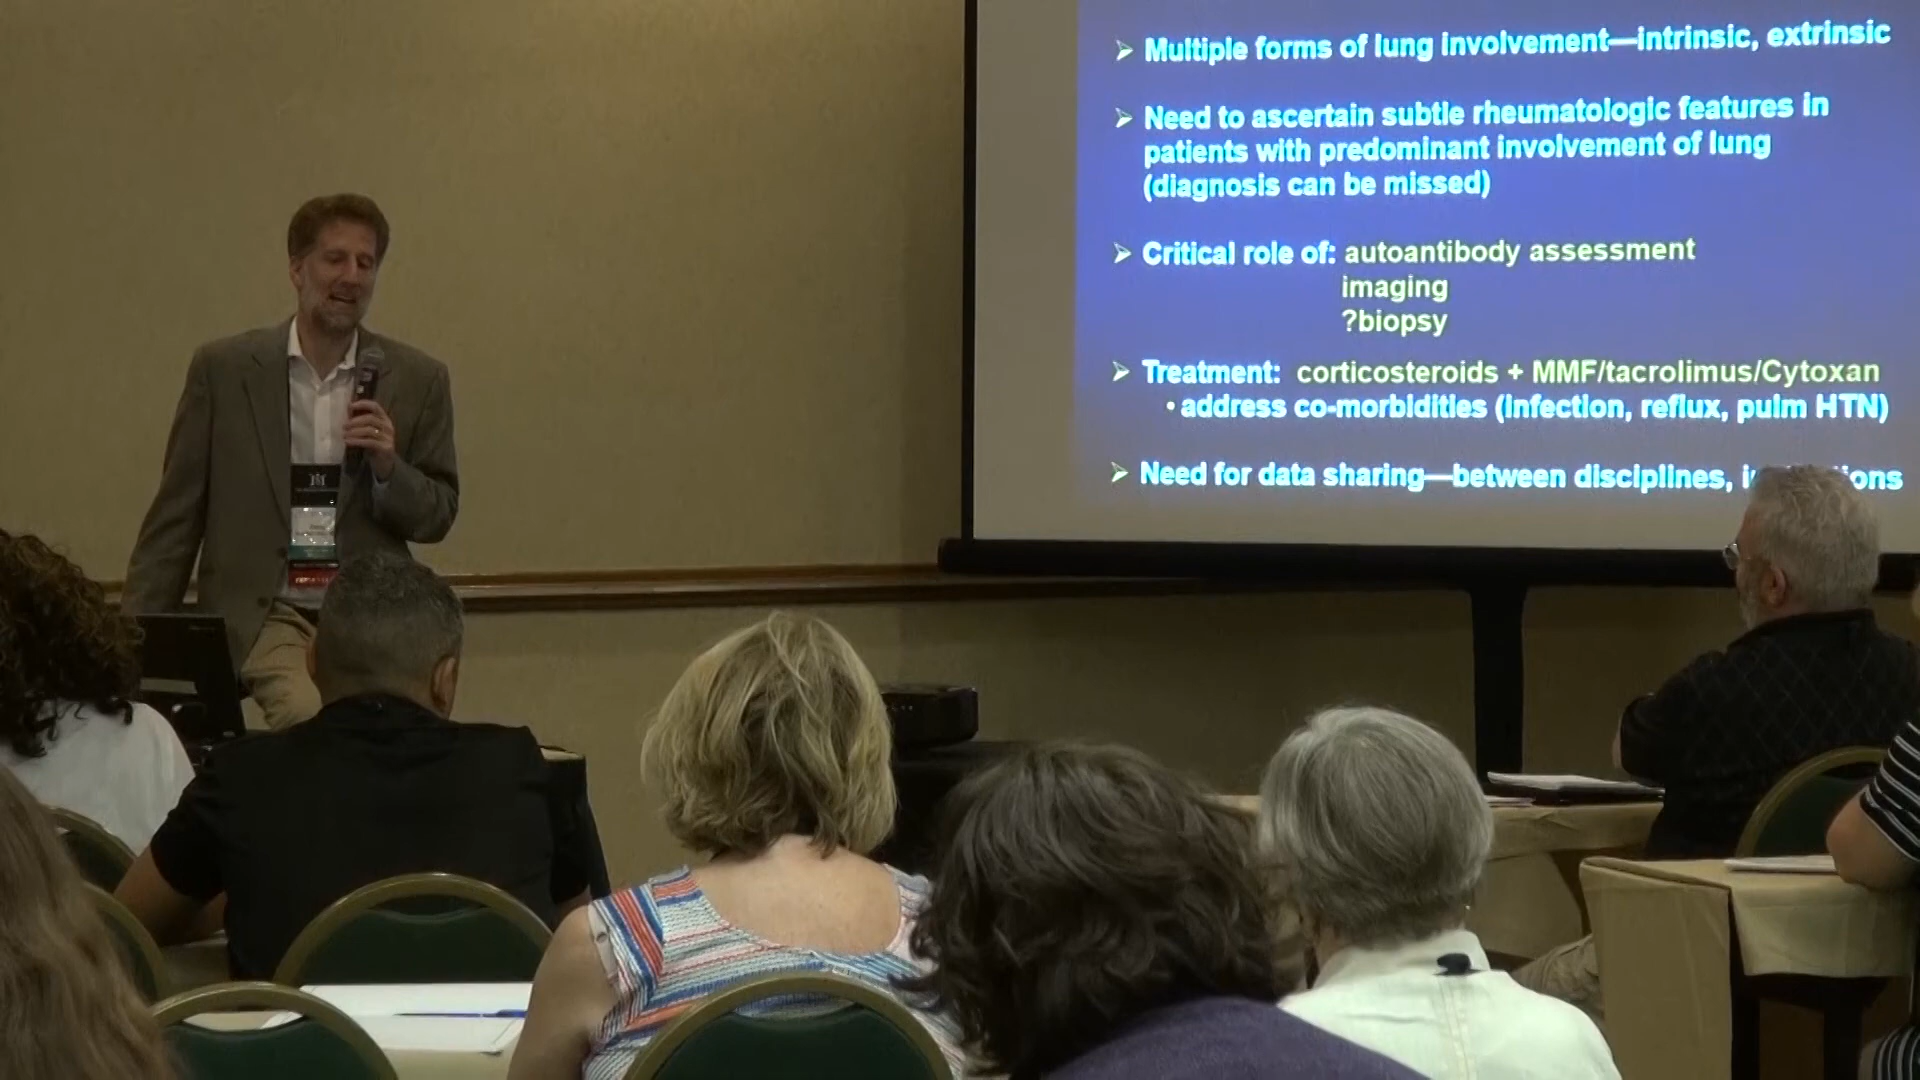 ➢ Multiple forms of lung involvement—intrinsic, extrinsic
➢ Need to ascertain subtle rheumatologic features in
patients with predominant involvement of lung
(diagnosis can be missed)
➢ Critical role of: autoantibody assessment
imaging
?biopsy
➢ Treatment: corticosteroids + MMF/tacrolimus/Cytoxan
• address co-morbidities (infection, reflux, pulm HTN)
➢ Need for data sharing—between disciplines,